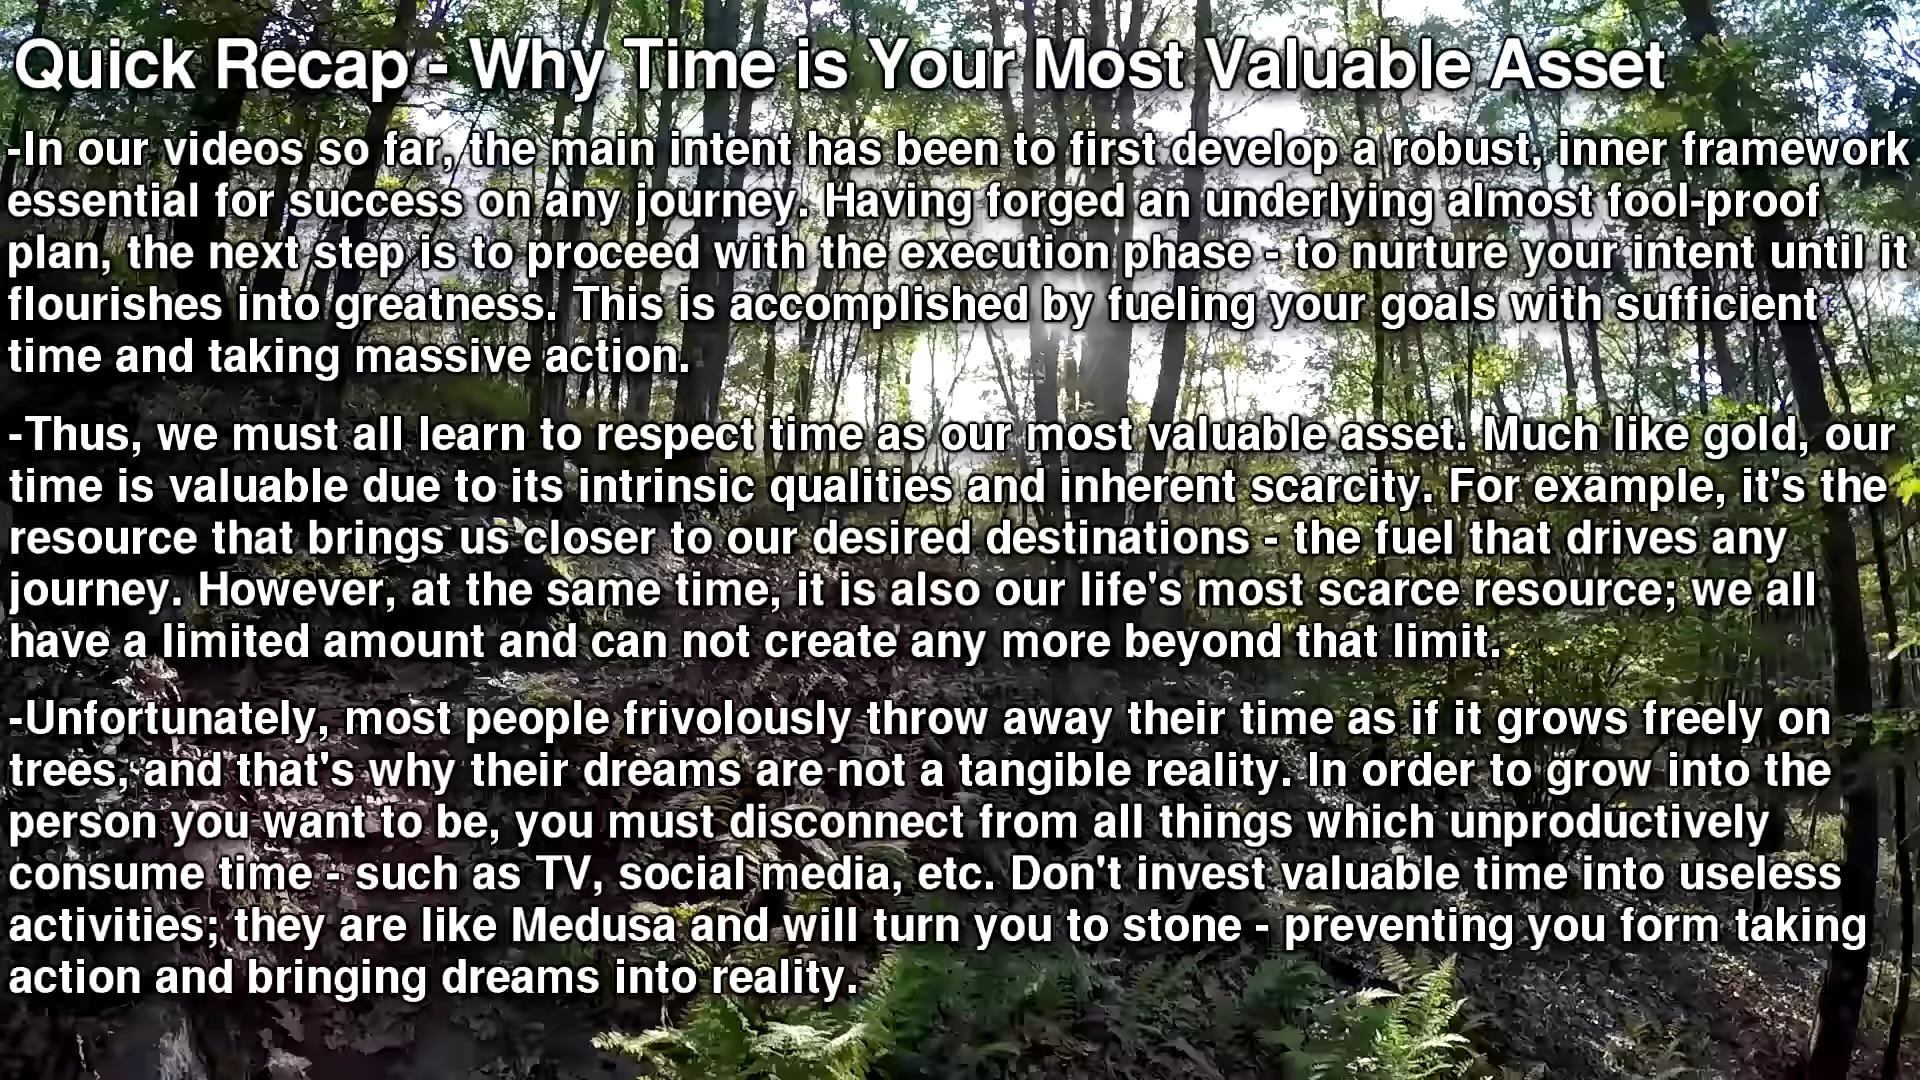 Quick Recap - Why Time is Your Most Valuable Asset
-In our videos so far, the main intent has been to first develop a robust, inner framework
essential for success on any journey. Having forged an underlying almost fool-proof
plan, the next step is to proceed with the execution phase - to nurture your intent until it
flourishes into greatness. This is accomplished by fueling your goals with sufficient
time and taking massive action.
-Thus, we must all learn to respect time as our most valuable asset. Much like gold, our
time is valuable due to its intrinsic qualities and inherent scarcity. For example, it's the
resource that brings us closer to our desired destinations - the fuel that drives any
journey. However, at the same time, it is also our life's most scarce resource; we all
have a limited amount and can not create any more beyond that limit.
-Unfortunately, most people frivolously throw away their time as if it grows freely on
trees, and that's why their dreams are not a tangible reality. In order to grow into the
person you want to be, you must disconnect from all things which unproductively
consume time - such as TV, social media, etc. Don't invest valuable time into useless
activities; they are like Medusa and will turn you to stone - preventing you form taking
action and bringing dreams into reality.